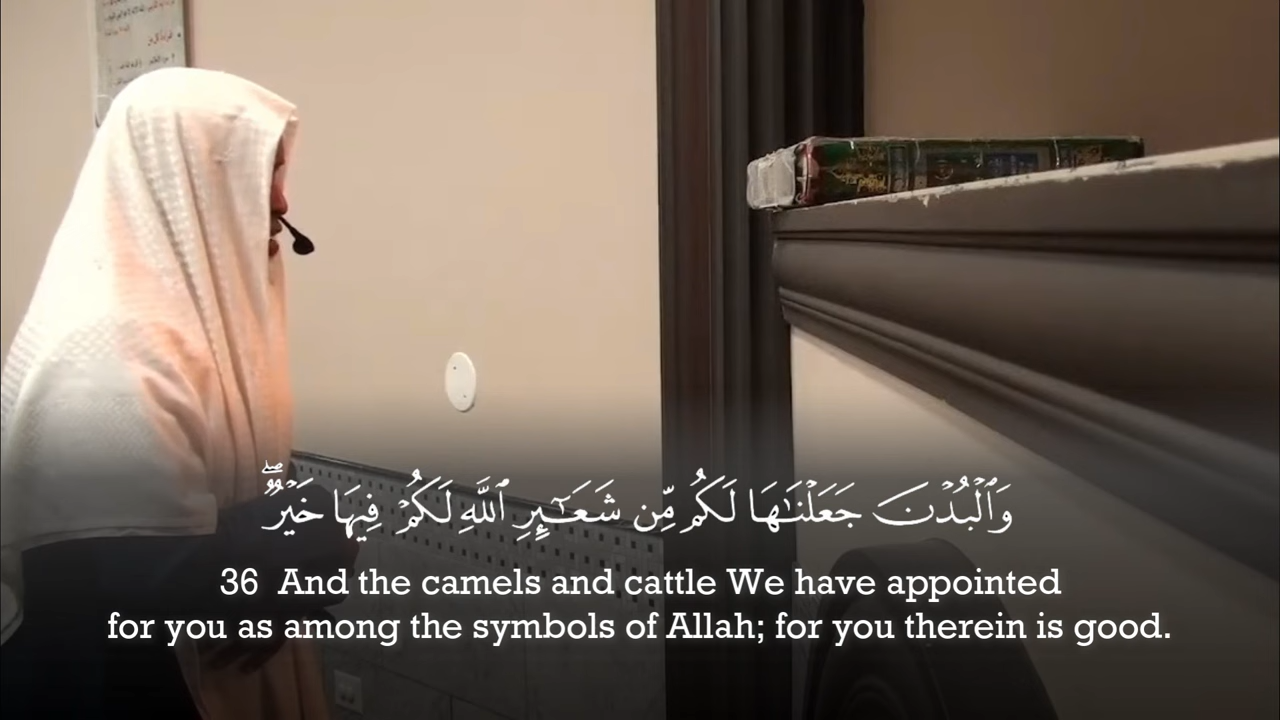 وَٱلۡبُدۡنَ جَعَلۡنَٰهَا لَكُم مِّن شَعَـٰٓئِرِ ٱللَّهِ لَكُمۡ فِيهَا خَيۡرٞۖ
36 And the camels and cattle We have appointed
for you as among the symbols of Allah; for you therein is good.